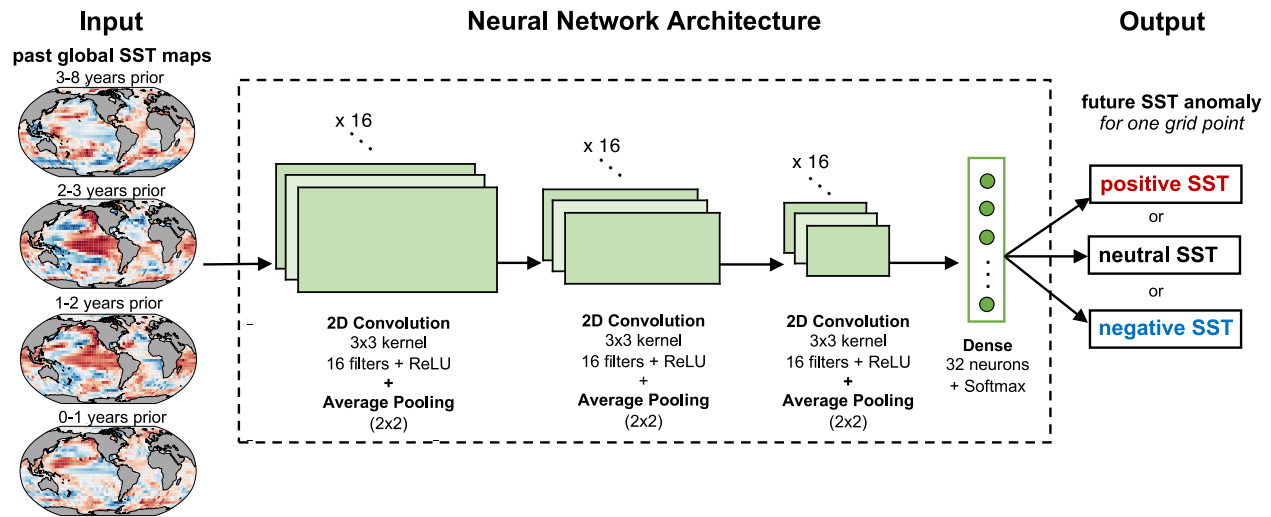 Input
Neural Network Architecture
Output
past global SST maps
3-8 years prior
2-3 years prior
1-2 years prior
0-1 years prior
x 16
x 16
x 16
2D Convolution
3x3 kernel
16 filters + ReLU
+
Average Pooling
(2x2)
2D Convolution
3x3 kernel
16 filters + ReLU
+
Average Pooling
(2x2)
2D Convolution
3x3 kernel
16 filters + ReLU
+
Average Pooling
(2x2)
Dense
32 neurons
+ Softmax
future SST anomaly
for one grid point
positive SST
or
neutral SST
or
negative SST